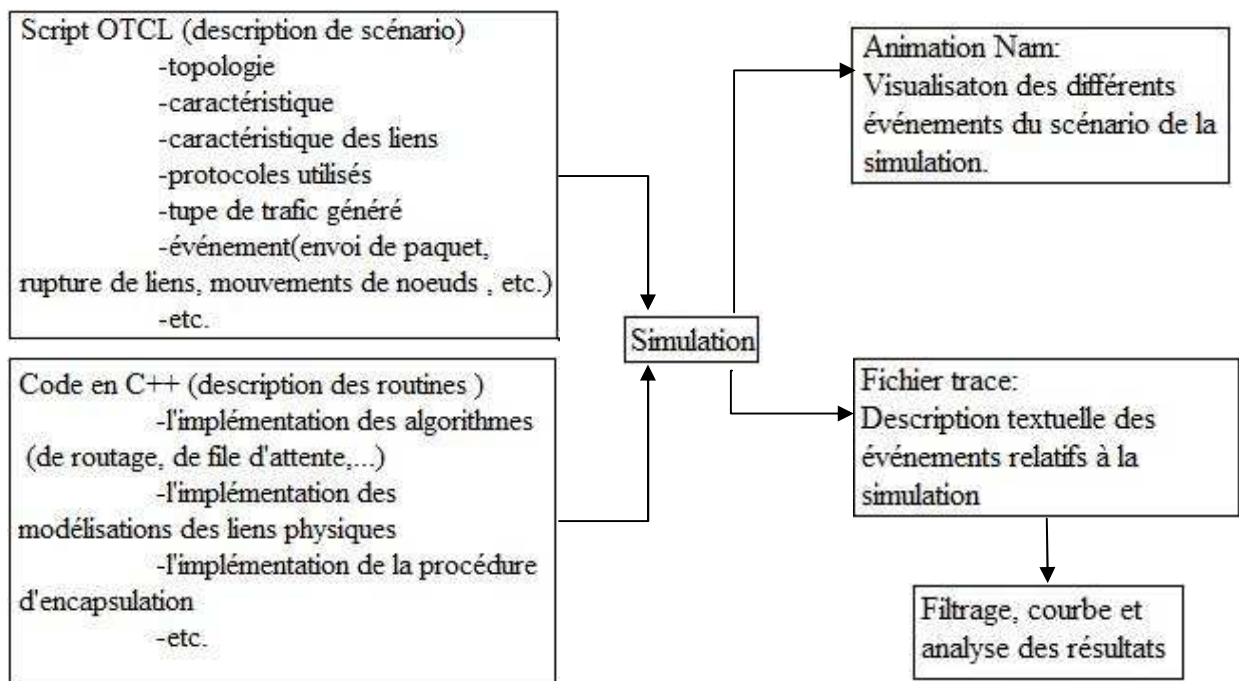 Script OTCL (description de scénario)
-topologie
-caractéristique
-caractéristique des liens
-protocoles utilisés
-tupe de trafic généré
-événement(envoi de paquet,
rupture de liens, mouvements de noeuds , etc.)
-etc.
Code en C++ (description des routines )
-l'implémentation des algorithmes
(de routage, de file d'attente,...)
-l'implémentation des
modélisations des liens physiques
-l'implémentation de la procédure
d'encapsulation
-etc.
Simulation
Animation Nam:
Visualisaton des différents
événements du scénario de la
simulation.
Fichier trace:
Description textuelle des
événements relatifs à la
simulation
Filtrage, courbe et
analyse des résultats